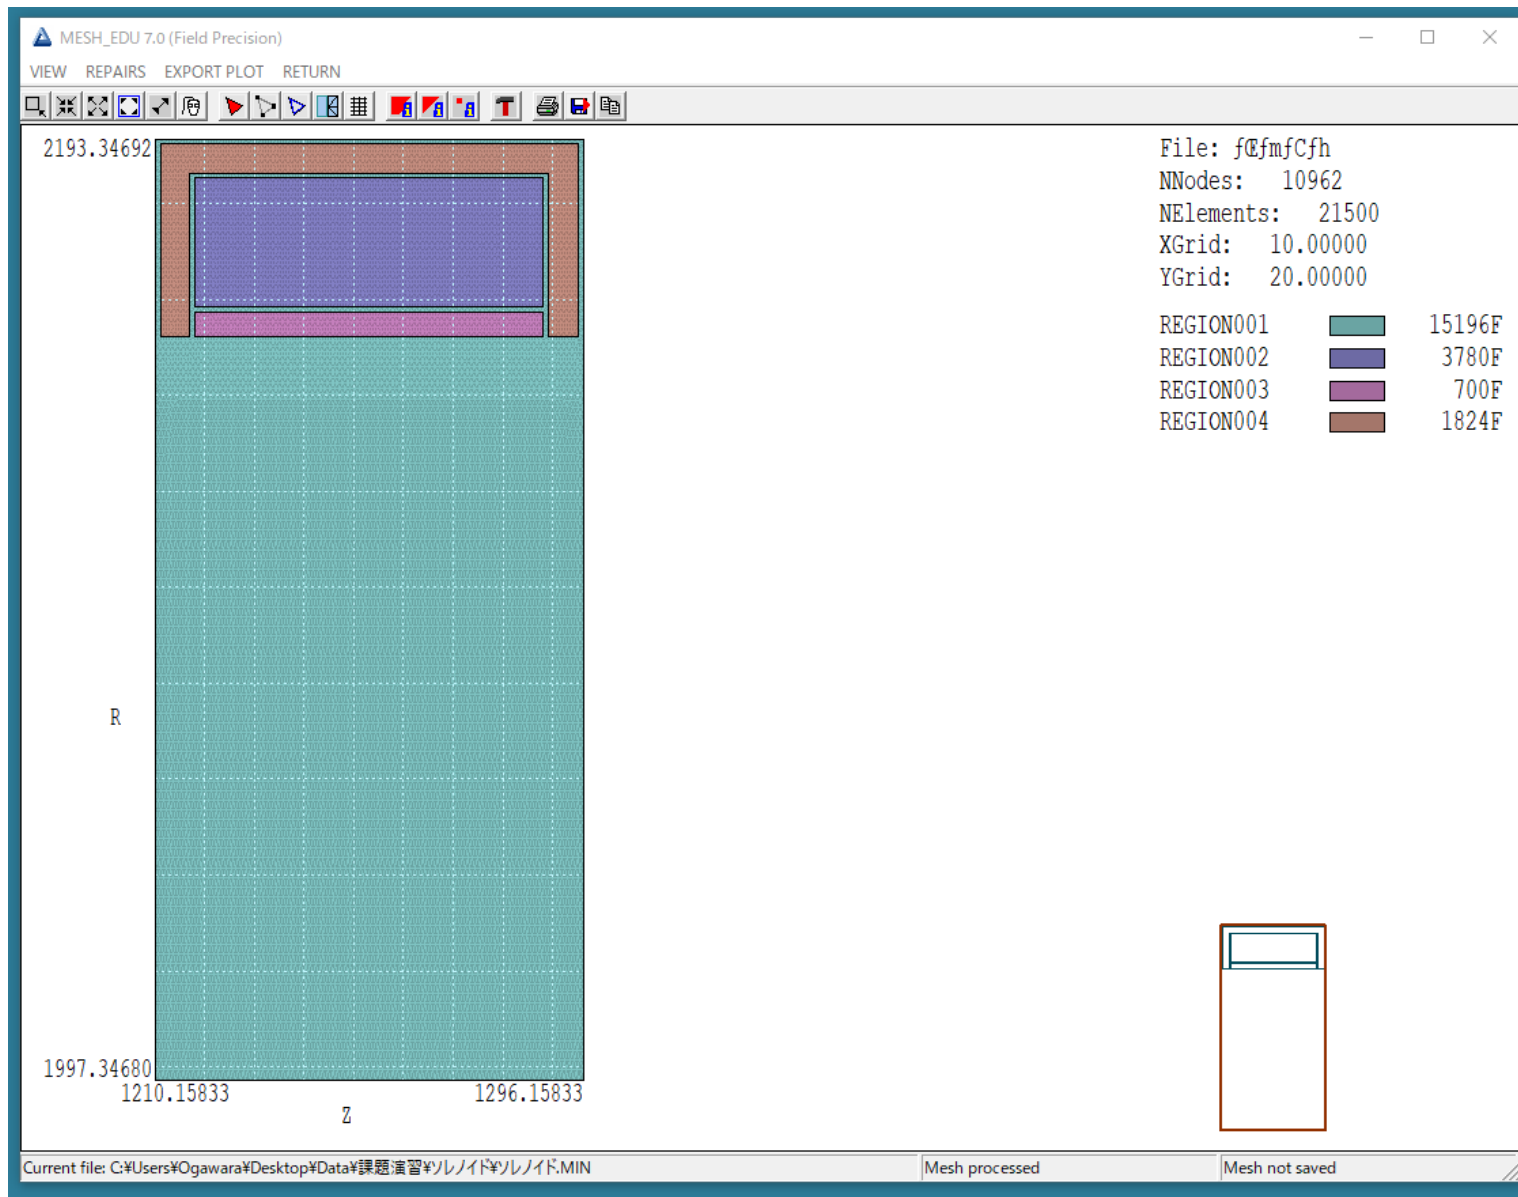 MESH_EDU 7.0 (Field Precision)
VIEW REPAIRS EXPORT PLOT RETURN
2193.34692
R
1997.34680
1210.15833 1296.15833
Z
File: ƒŒƒmƒCƒh
NNodes: 10962
NElements: 21500
XGrid: 10.00000
YGrid: 20.00000
REGION001 15196F
REGION002 3780F
REGION003 700F
REGION004 1824F
Current file: C:¥Users¥Ogawara¥Desktop¥Data¥課題演習¥ソレノイド¥ソレノイド.MIN
Mesh processed
Mesh not saved